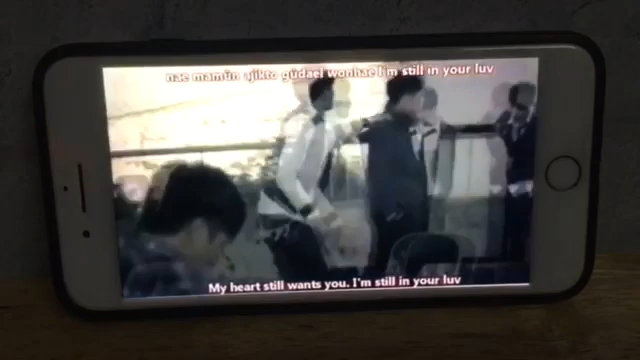 nae mamŭn ajikto gŭdael wonhae I'm still in your luv
My heart still wants you. I'm still in your luv